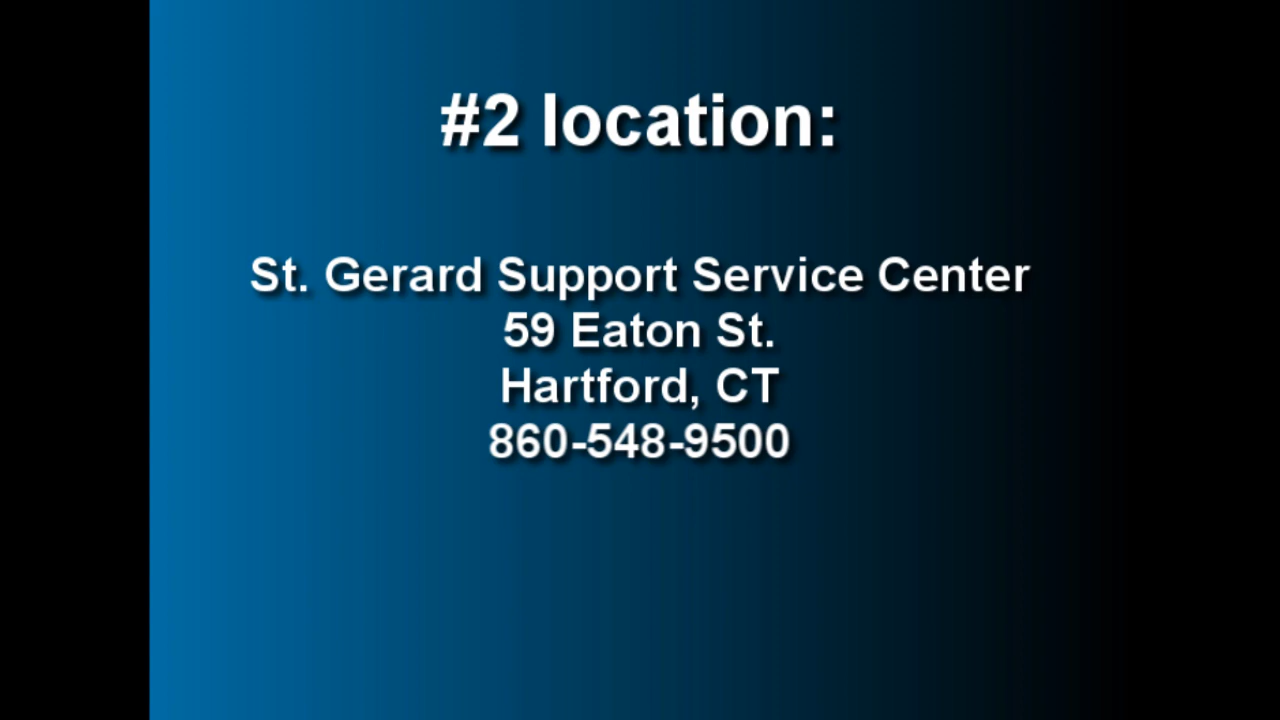 #2 location:
St. Gerard Support Service Center
59 Eaton St.
Hartford, CT
860-548-9500